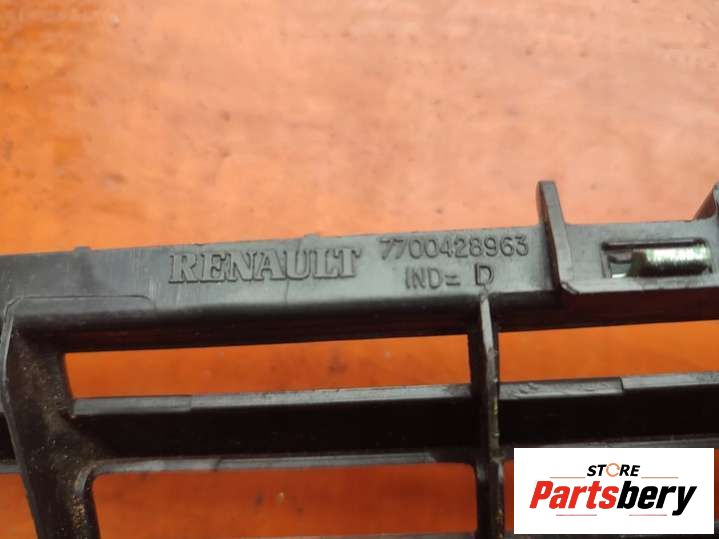 RENAULT 7700428963
IND= D
STORE
Partsbery